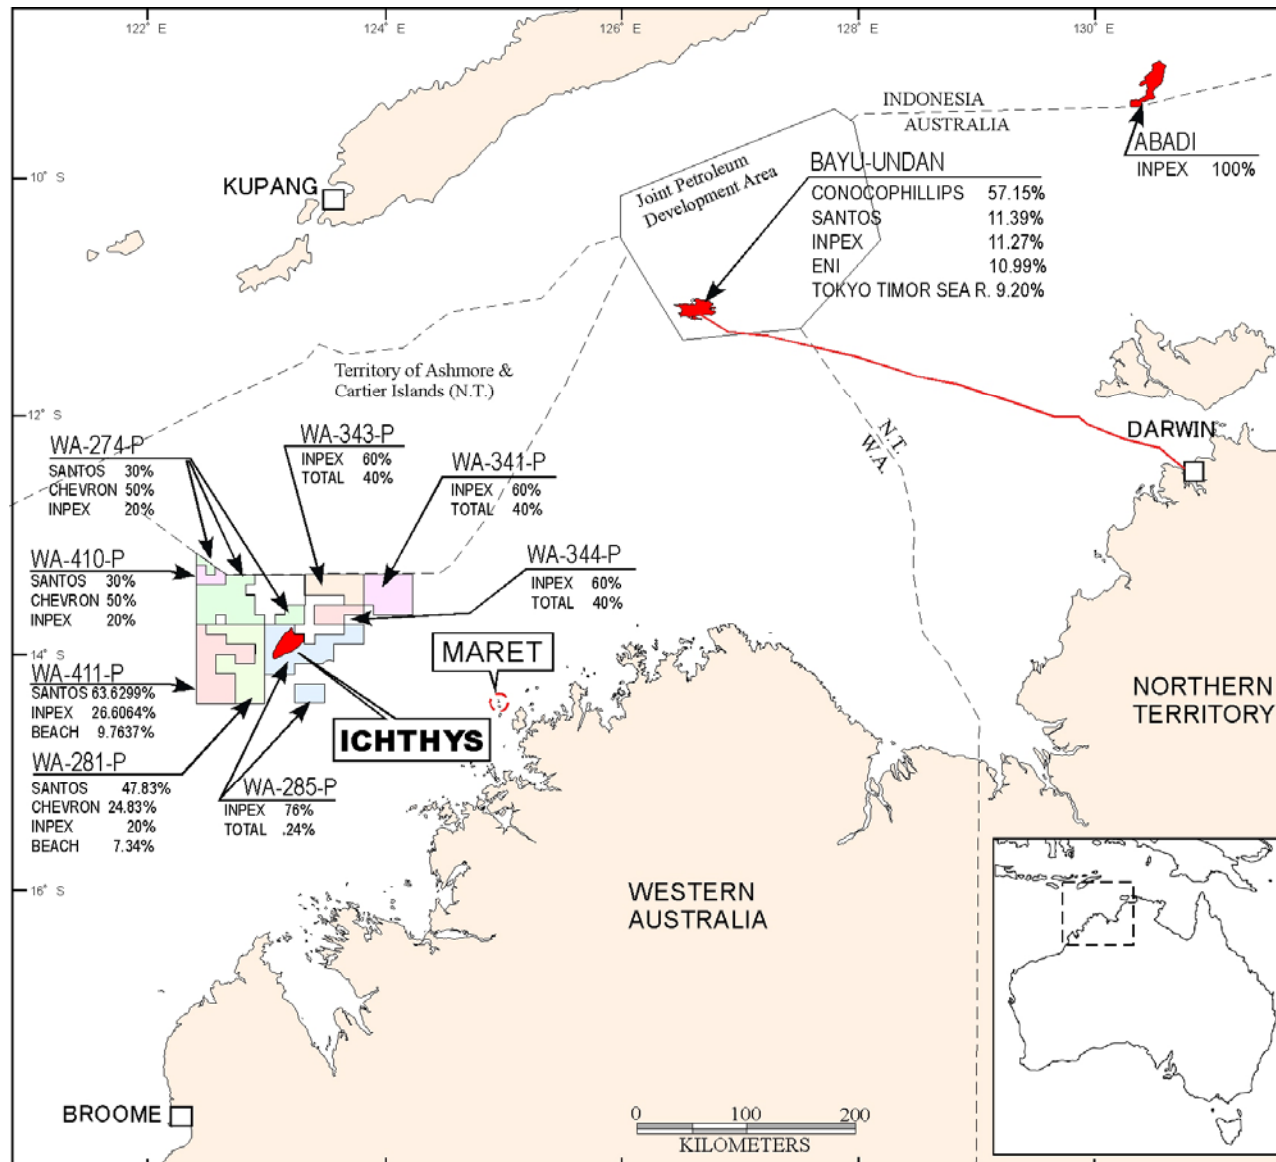 122° E
124° E
126° E
128° E
130° E
INDONESIA
AUSTRALIA
ABADI
INPEX 100%
10° S
KUPANG
Joint Petroleum
Development Area
BAYU-UNDAN
CONOCOPHILLIPS 57.15%
SANTOS 11.39%
INPEX 11.27%
ENI 10.99%
TOKYO TIMOR SEA R. 9.20%
Territory of Ashmore &
Cartier Islands (N.T.)
12° S
DARWIN
N.T.
W.A
WA-274-P
SANTOS 30%
CHEVRON 50%
INPEX 20%
WA-343-P
INPEX 60%
TOTAL 40%
WA-341-P
INPEX 60%
TOTAL 40%
WA-344-P
INPEX 60%
TOTAL 40%
WA-410-P
SANTOS 30%
CHEVRON 50%
INPEX 20%
14° S
WA-411-P
SANTOS 63.6299%
INPEX 26.6064%
BEACH 9.7637%
WA-281-P
SANTOS 47.83%
CHEVRON 24.83%
INPEX 20%
BEACH 7.34%
WA-285-P
INPEX 76%
TOTAL .24%
MARET
ICHTHYS
NORTHERN
TERRITORY
16° S
WESTERN
AUSTRALIA
BROOME
0 100 200
KILOMETERS